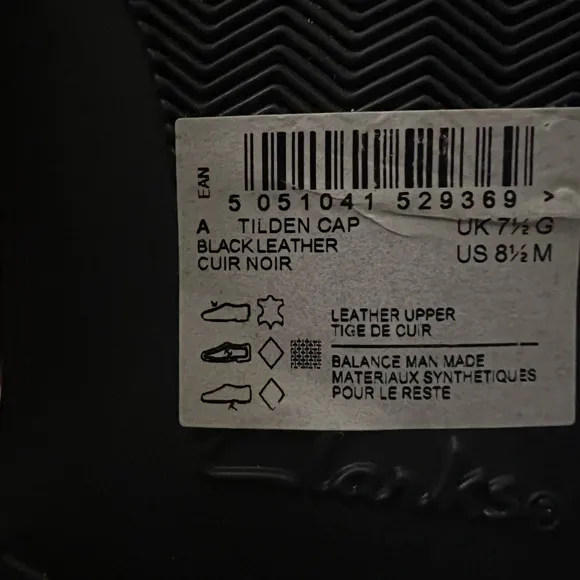 EAN
5 051041 529369 >
A TILDEN CAP UK 7½ G
BLACK LEATHER US 8½ M
CUIR NOIR
LEATHER UPPER
TIGE DE CUIR
BALANCE MAN MADE
MATERIAUX SYNTHETIQUES
POUR LE RESTE
Clarks®